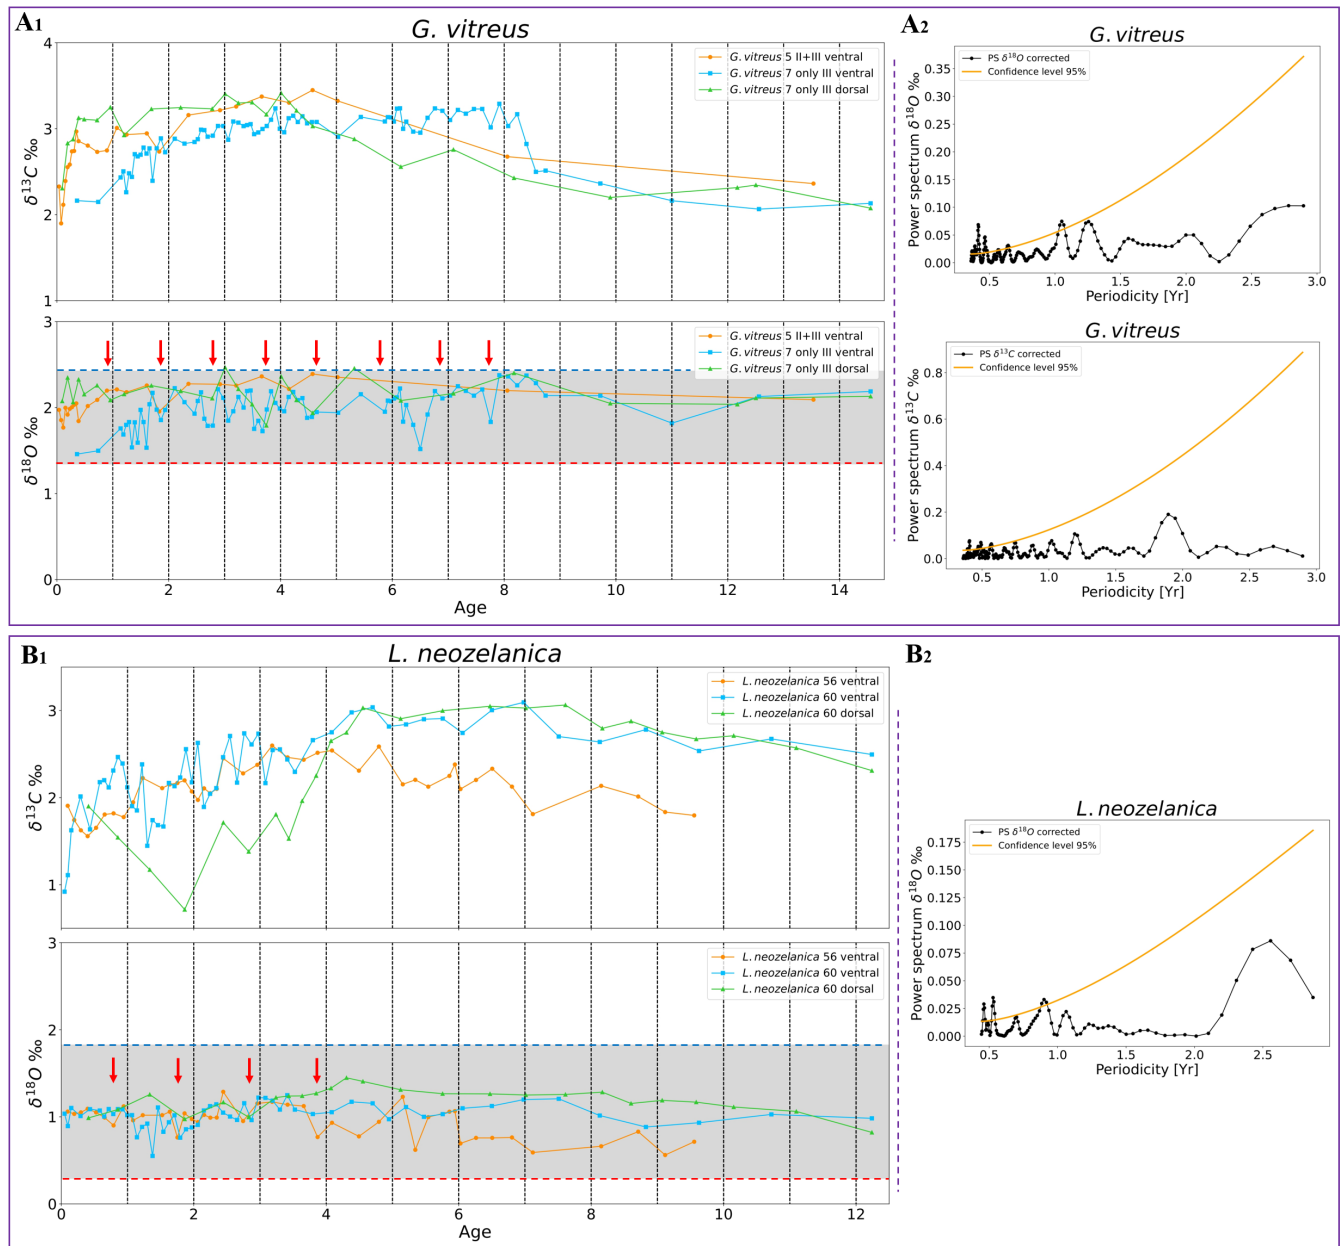 A1
G. vitreus
G. vitreus 5 II+III ventral
G. vitreus 7 only III ventral
G. vitreus 7 only III dorsal
δ13C ‰
4
3
2
1
G. vitreus 5 II+III ventral
G. vitreus 7 only III ventral
G. vitreus 7 only III dorsal
δ18O ‰
3
2
1
0
0 2 4 6 8 10 12 14
Age
A2
G. vitreus
PS δ18O corrected
Confidence level 95%
Power spectrum δ18O ‰
0.35
0.30
0.25
0.20
0.15
0.10
0.05
0.00
0.5 1.0 1.5 2.0 2.5 3.0
Periodicity [Yr]
G. vitreus
PS δ13C corrected
Confidence level 95%
Power spectrum δ13C ‰
0.8
0.6
0.4
0.2
0.0
0.5 1.0 1.5 2.0 2.5 3.0
Periodicity [Yr]
B1
L. neozelanica
L. neozelanica 56 ventral
L. neozelanica 60 ventral
L. neozelanica 60 dorsal
δ13C ‰
3
2
1
L. neozelanica 56 ventral
L. neozelanica 60 ventral
L. neozelanica 60 dorsal
δ18O ‰
3
2
1
0
0 2 4 6 8 10 12
Age
B2
L. neozelanica
PS δ18O corrected
Confidence level 95%
Power spectrum δ18O ‰
0.175
0.150
0.125
0.100
0.075
0.050
0.025
0.000
0.5 1.0 1.5 2.0 2.5
Periodicity [Yr]